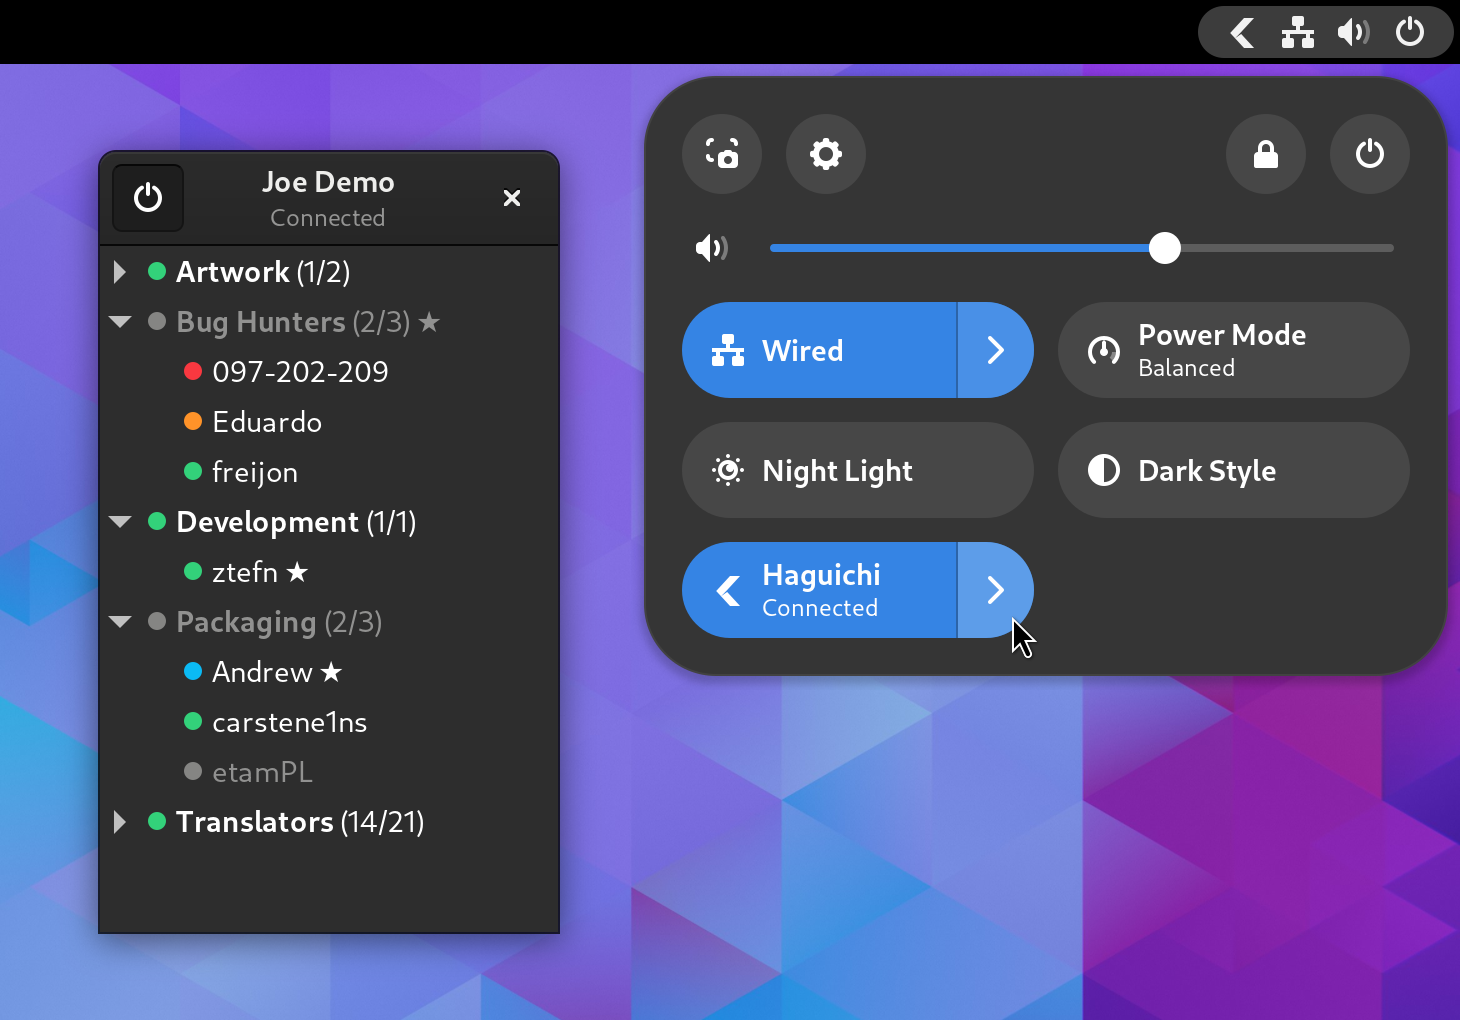 Joe Demo
Connected
Artwork (1/2)
Bug Hunters (2/3) ★
097-202-209
Eduardo
freijon
Development (1/1)
ztefn ★
Packaging (2/3)
Andrew ★
carstene1ns
etamPL
Translators (14/21)
Wired
Power Mode
Balanced
Night Light
Dark Style
Haguichi
Connected